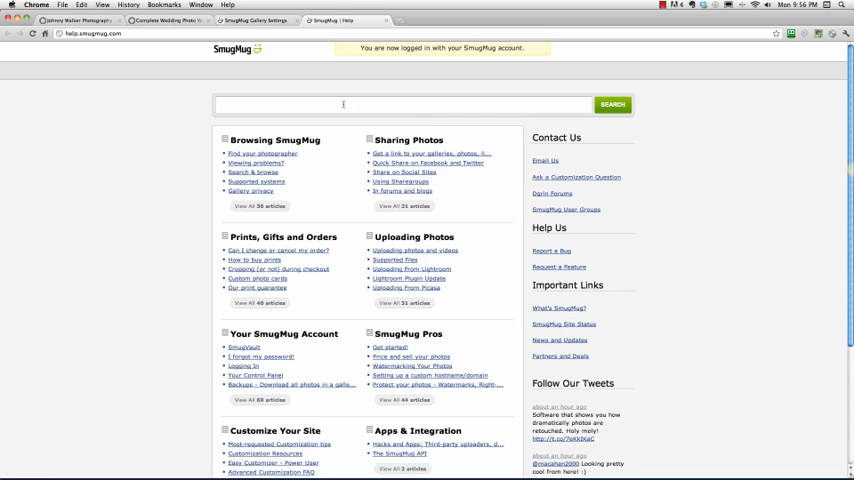 Chrome File Edit View History Bookmarks Window Help
4 Mon 9:56 PM
Johnny Walker Photography
Complete Wedding Photo W
SmugMug Gallery Settings
SmugMug | Help
help.smugmug.com
SmugMug
You are now logged in with your SmugMug account.
SEARCH
Browsing SmugMug
Find your photographer
Viewing problems?
Search & browse
Supported systems
Gallery privacy
View All 36 articles
Sharing Photos
Get a link to your galleries, photos, li...
Quick Share on Facebook and Twitter
Share on Social Sites
Using Sharegroups
In forums and blogs
View All 31 articles
Prints, Gifts and Orders
Can I change or cancel my order?
How to buy prints
Cropping (or not) during checkout
Custom photo cards
Our print guarantee
View All 40 articles
Uploading Photos
Uploading photos and videos
Supported Files
Uploading From Lightroom
Lightroom Plugin Update
Uploading From Picasa
View All 31 articles
Your SmugMug Account
SmugVault
I forgot my password!
Logging In
Your Control Panel
Backups - Download all photos in a galle...
View All 69 articles
SmugMug Pros
Get started!
Price and sell your photos
Watermarking Your Photos
Setting up a custom hostname/domain
Protect your photos - Watermarks, Right-...
View All 44 articles
Customize Your Site
Most-requested Customization tips
Customization Resources
Easy Customizer - Power User
Advanced Customization FAQ
Apps & Integration
Hacks and Apps: Third-party uploaders, d...
The SmugMug API
View All 2 articles
Contact Us
Email Us
Ask a Customization Question
Dgrin Forums
SmugMug User Groups
Help Us
Report a Bug
Request a Feature
Important Links
What's SmugMug?
SmugMug Site Status
News and Updates
Partners and Deals
Follow Our Tweets
about an hour ago
Software that shows you
how dramatically
photos are
retouched. Holy moly!
about an hour ago
@macahan2000 Looking pretty
cool from here! :)